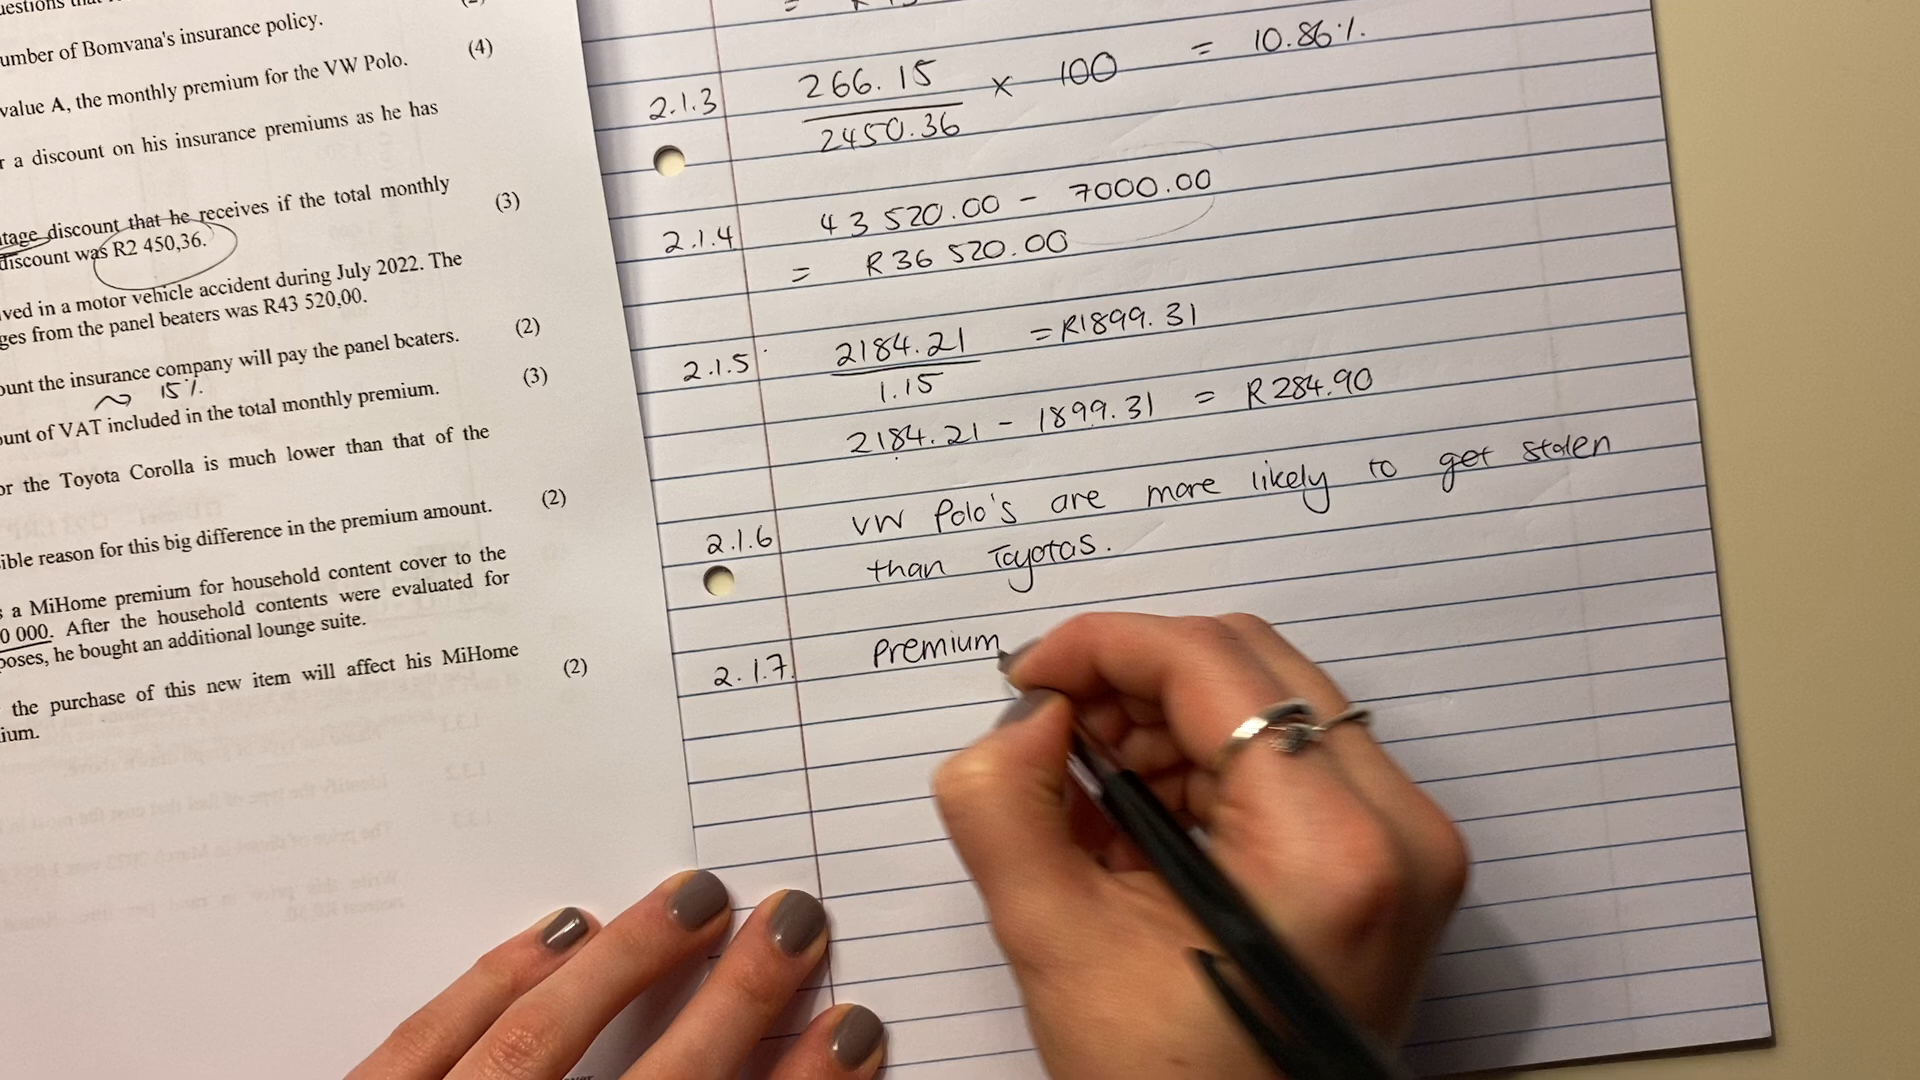 umber of Bomvana's insurance policy.
value A, the monthly premium for the VW Polo. (4)
r a discount on his insurance premiums as he has
tage discount that he receives if the total monthly
discount was R2 450,36. (3)
ved in a motor vehicle accident during July 2022. The
ges from the panel beaters was R43 520,00.
ount the insurance company will pay the panel beaters. (2)
15%
ount of VAT included in the total monthly premium. (3)
or the Toyota Corolla is much lower than that of the
ible reason for this big difference in the premium amount. (2)
a MiHome premium for household content cover to the
0 000. After the household contents were evaluated for
poses, he bought an additional lounge suite.
the purchase of this new item will affect his MiHome
ium. (2)
2.1.3 266.15 × 100 = 10.86%
2450.36
2.1.4 43 520.00 - 7000.00
= R36 520.00
2.1.5 2184.21 = R1899.31
1.15
2184.21 - 1899.31 = R284.90
2.1.6 VW Polo's are more likely to get stolen
than Toyotas.
2.1.7. Premium